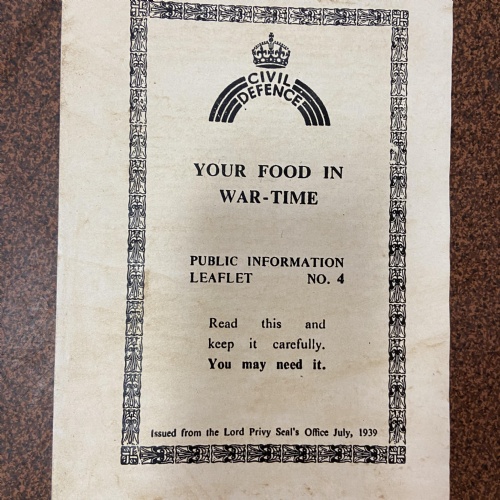 CIVIL
DEFENCE
YOUR FOOD IN
WAR-TIME
PUBLIC INFORMATION
LEAFLET NO. 4
Read this and
keep it carefully.
You may need it.
Issued from the Lord Privy Seal's Office July, 1939